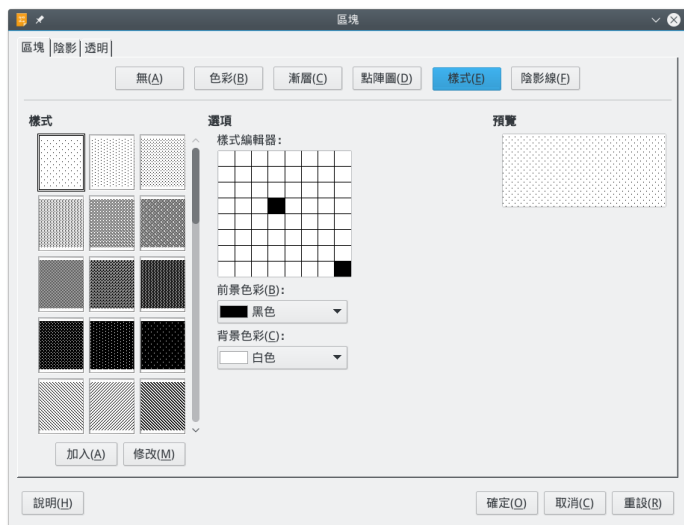 區塊
區塊 陰影 透明
無(A) 色彩(B) 漸層(C) 點陣圖(D) 樣式(E) 陰影線(F)
樣式 選項 預覽
樣式編輯器:
前景色彩(B):
黑色
背景色彩(C):
白色
加入(A) 修改(M)
說明(H) 確定(O) 取消(C) 重設(R)